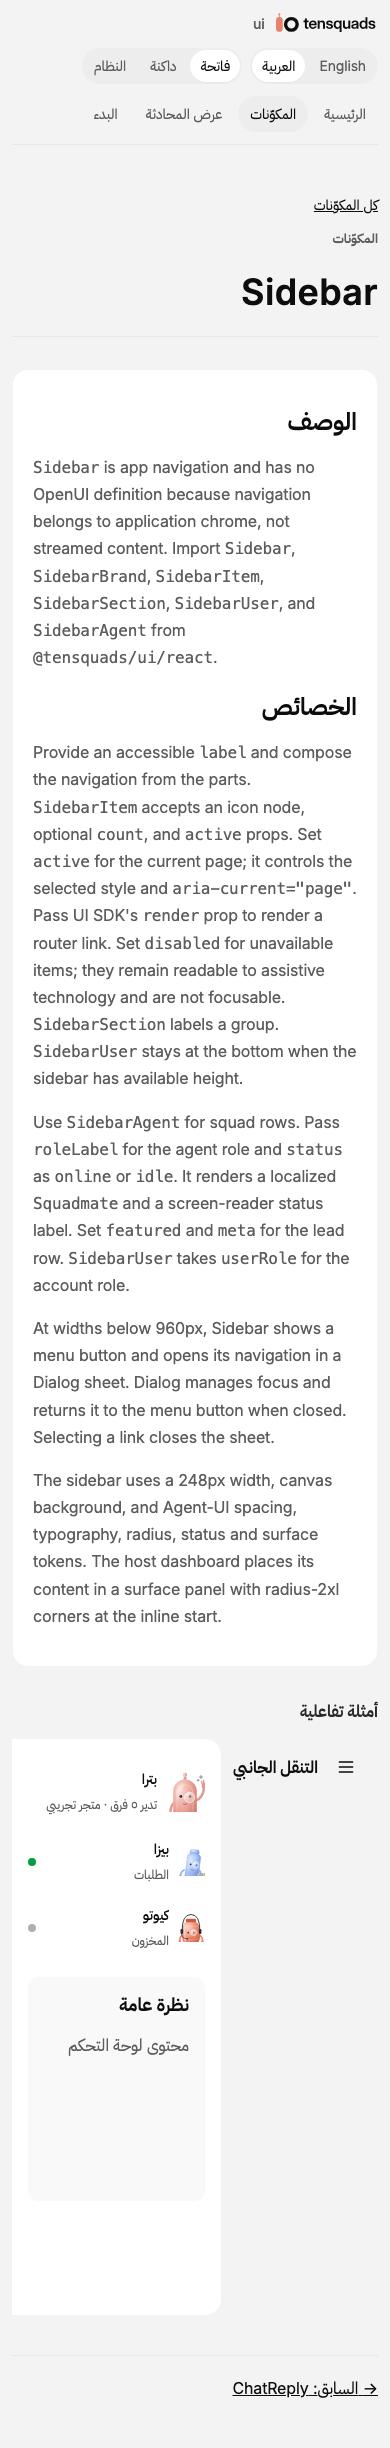 tensquads ui
English العربية فاتحة داكنة النظام
الرئيسية المكوّنات عرض المحادثة البدء
كل المكوّنات
المكوّنات
Sidebar
الوصف
Sidebar is app navigation and has no
OpenUI definition because navigation
belongs to application chrome, not
streamed content. Import Sidebar,
SidebarBrand, SidebarItem,
SidebarSection, SidebarUser, and
SidebarAgent from
@tensquads/ui/react.
الخصائص
Provide an accessible label and compose
the navigation from the parts.
SidebarItem accepts an icon node,
optional count, and active props. Set
active for the current page; it controls the
selected style and aria-current="page".
Pass UI SDK's render prop to render a
router link. Set disabled for unavailable
items; they remain readable to assistive
technology and are not focusable.
SidebarSection labels a group.
SidebarUser stays at the bottom when the
sidebar has available height.
Use SidebarAgent for squad rows. Pass
roleLabel for the agent role and status
as online or idle. It renders a localized
Squadmate and a screen-reader status
label. Set featured and meta for the lead
row. SidebarUser takes userRole for the
account role.
At widths below 960px, Sidebar shows a
menu button and opens its navigation in a
Dialog sheet. Dialog manages focus and
returns it to the menu button when closed.
Selecting a link closes the sheet.
The sidebar uses a 248px width, canvas
background, and Agent-UI spacing,
typography, radius, status and surface
tokens. The host dashboard places its
content in a surface panel with radius-2xl
corners at the inline start.
أمثلة تفاعلية
التنقل الجانبي
بترا
تدير ٥ فرق · متجر تجريبي
بيزا
الطلبات
كيوتو
المخزون
نظرة عامة
محتوى لوحة التحكم
→ السابق: ChatReply